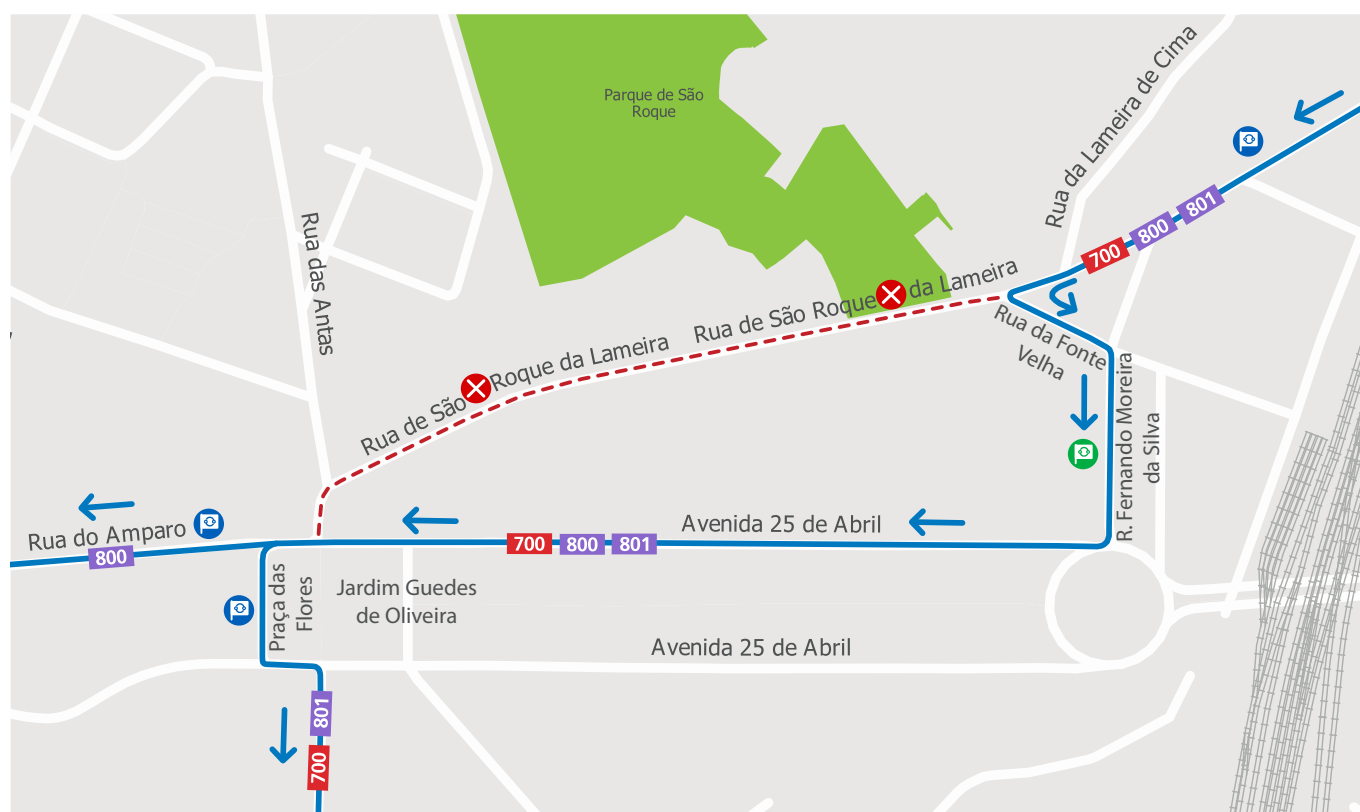 Parque de São
Roque
Rua da Lameira de Cima
700
800
801
Rua das Antas
Rua de São Roque da Lameira
Rua de São Roque da Lameira
Rua da Fonte
Velha
R. Fernando Moreira
da Silva
Rua do Amparo
800
Avenida 25 de Abril
700
800
801
Praça das
Flores
Jardim Guedes
de Oliveira
Avenida 25 de Abril
801
700